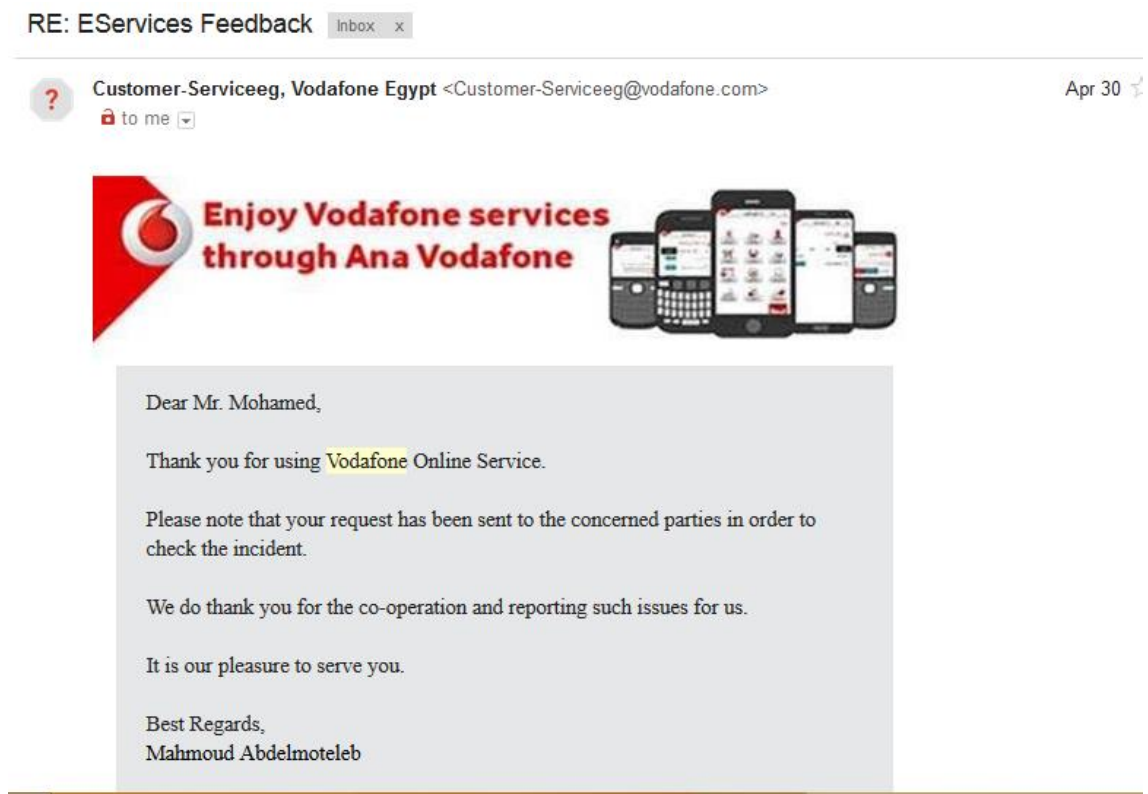 RE: EServices Feedback Inbox x
Customer-Serviceeg, Vodafone Egypt <Customer-Serviceeg@vodafone.com> Apr 30
to me
Enjoy Vodafone services
through Ana Vodafone
Dear Mr. Mohamed,
Thank you for using Vodafone Online Service.
Please note that your request has been sent to the concerned parties in order to
check the incident.
We do thank you for the co-operation and reporting such issues for us.
It is our pleasure to serve you.
Best Regards,
Mahmoud Abdelmoteleb